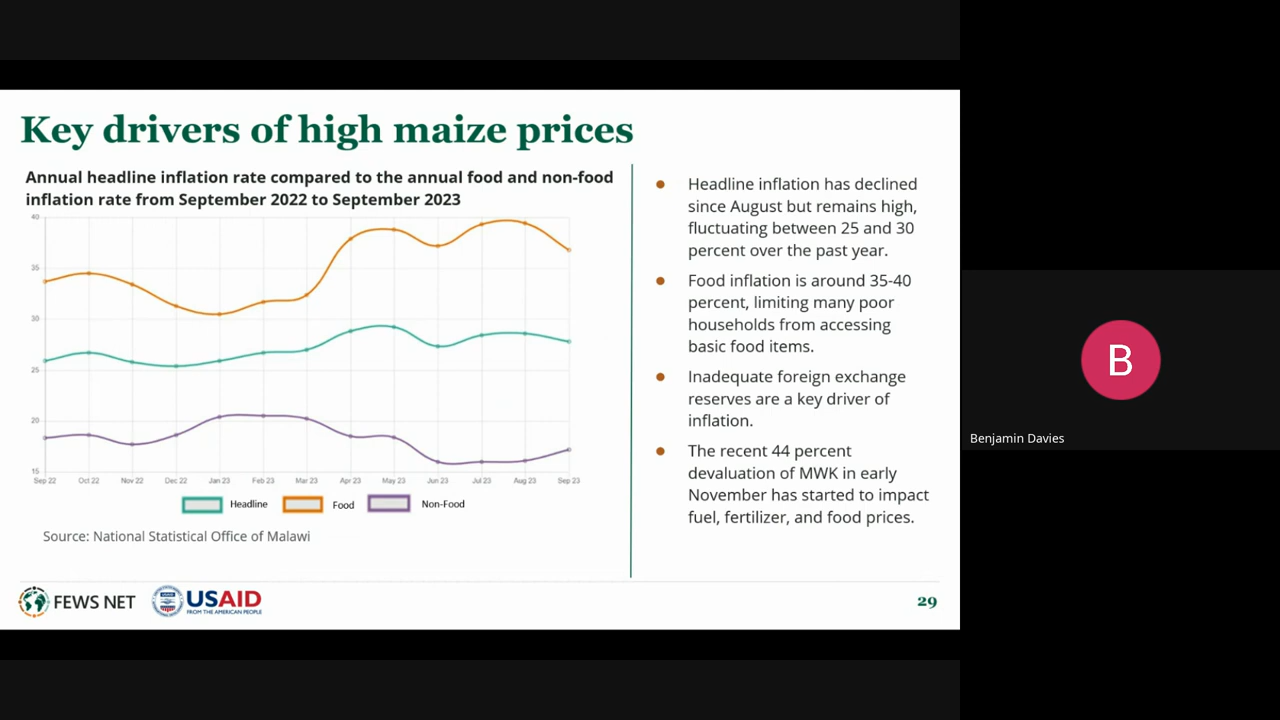 Key drivers of high maize prices
Annual headline inflation rate compared to the annual food and non-food
inflation rate from September 2022 to September 2023
40
35
30
25
20
15
Sep 22 Oct 22 Nov 22 Dec 22 Jan 23 Feb 23 Mar 23 Apr 23 May 23 Jun 23 Jul 23 Aug 23 Sep 23
Headline Food Non-Food
Source: National Statistical Office of Malawi
Headline inflation has declined
since August but remains high,
fluctuating between 25 and 30
percent over the past year.
Food inflation is around 35-40
percent, limiting many poor
households from accessing
basic food items.
Inadequate foreign exchange
reserves are a key driver of
inflation.
The recent 44 percent
devaluation of MWK in early
November has started to impact
fuel, fertilizer, and food prices.
FEWS NET
USAID
FROM THE AMERICAN PEOPLE
29
B
Benjamin Davies